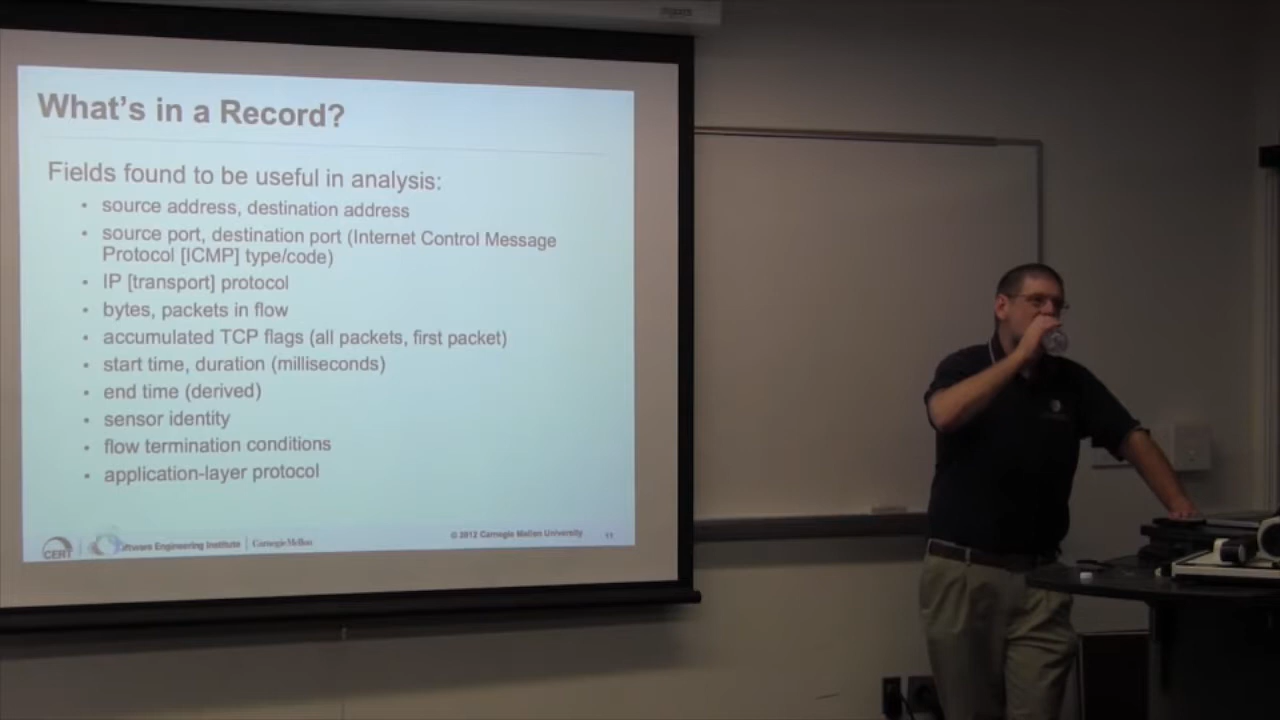 What's in a Record?
Fields found to be useful in analysis:
• source address, destination address
• source port, destination port (Internet Control Message
Protocol [ICMP] type/code)
• IP [transport] protocol
• bytes, packets in flow
• accumulated TCP flags (all packets, first packet)
• start time, duration (milliseconds)
• end time (derived)
• sensor identity
• flow termination conditions
• application-layer protocol
CERT Software Engineering Institute | Carnegie Mellon © 2012 Carnegie Mellon University 11